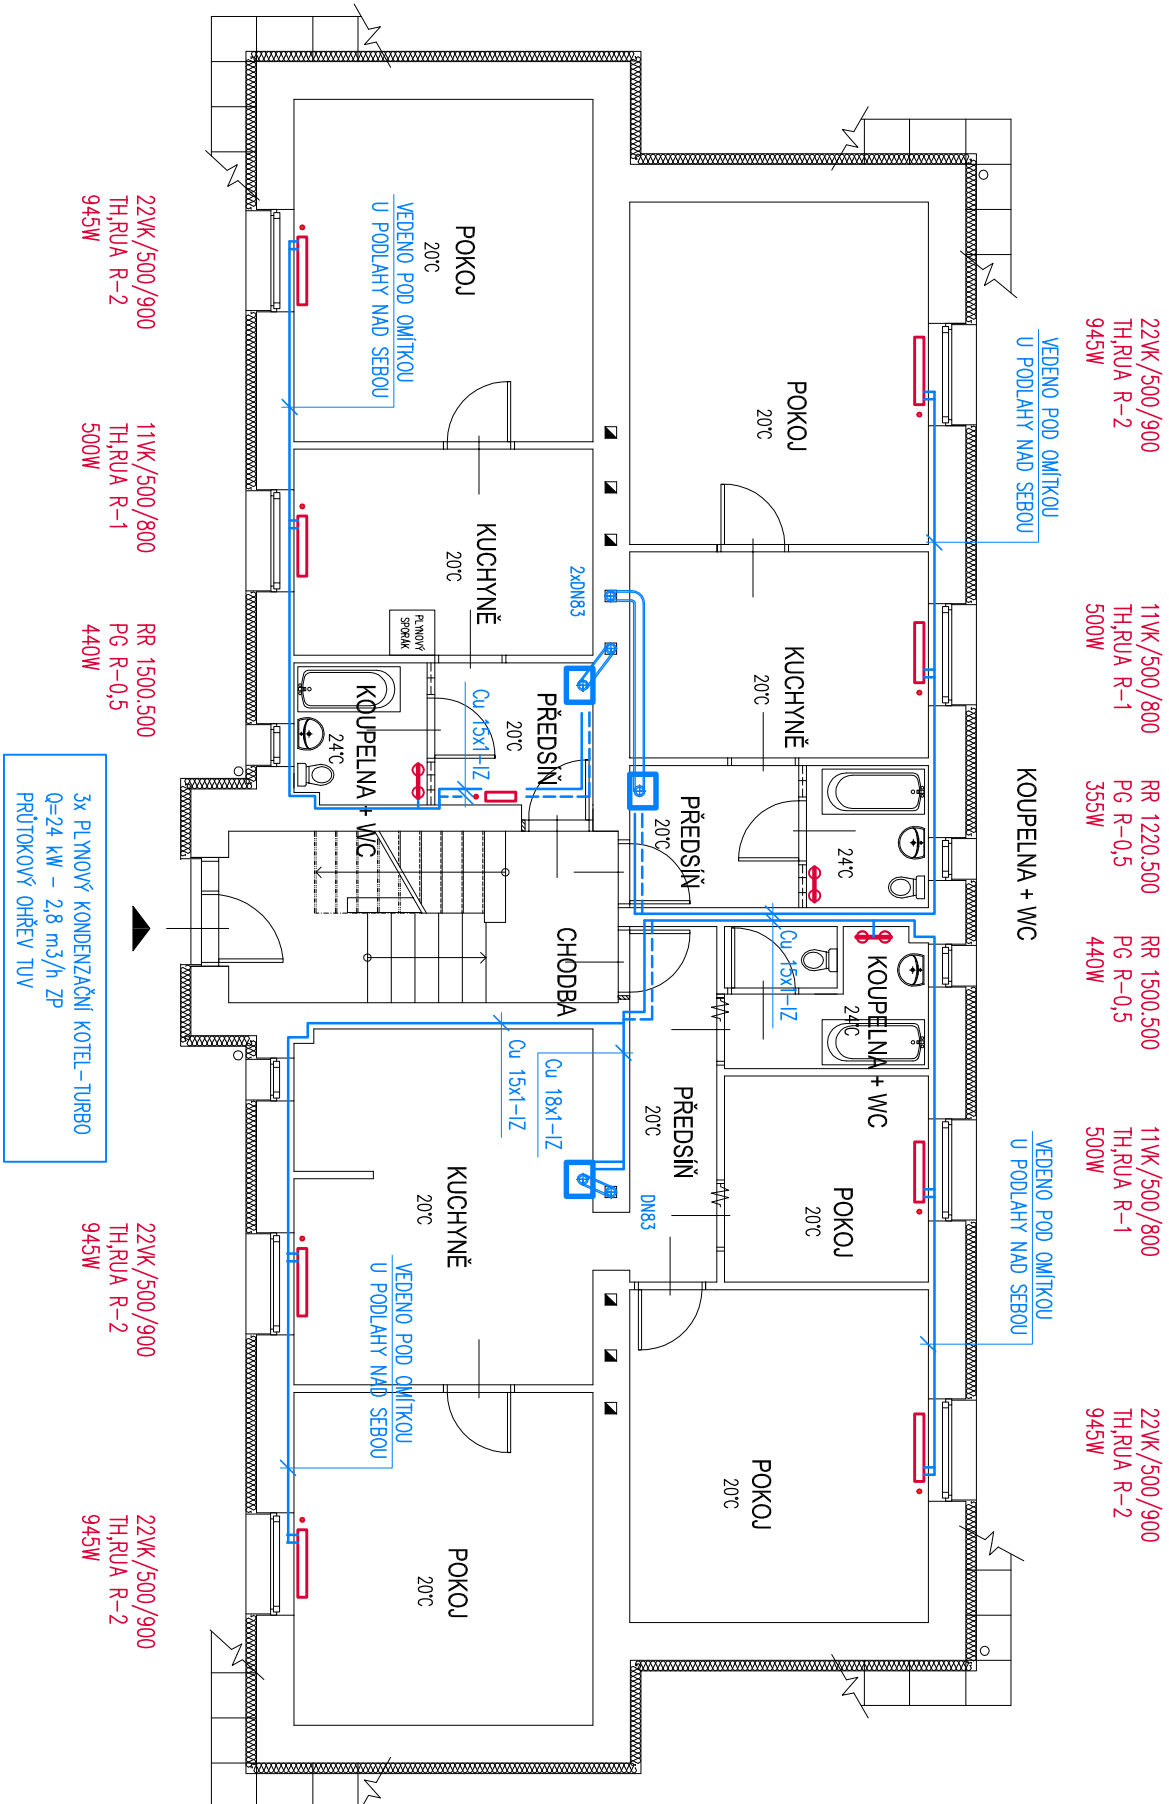 22VK/500/900
TH,RUA R-2
945W
11VK/500/800
TH,RUA R-1
500W
RR 1220.500
PG R-0,5
355W
RR 1500.500
PG R-0,5
440W
11VK/500/800
TH,RUA R-1
500W
22VK/500/900
TH,RUA R-2
945W
VEDENO POD OMÍTKOU
U PODLAHY NAD SEBOU
KOUPELNA + WC
VEDENO POD OMÍTKOU
U PODLAHY NAD SEBOU
POKOJ
20°C
KUCHYNĚ
20°C
24°C
PŘEDSÍŇ
20°C
Cu 15x1-IZ
KOUPELNA + WC
24°C
POKOJ
20°C
PŘEDSÍŇ
20°C
POKOJ
20°C
2xDN83
DN83
CHODBA
POKOJ
20°C
VEDENO POD OMÍTKOU
U PODLAHY NAD SEBOU
KUCHYNĚ
20°C
PLYNOVÝ
SPORÁK
PŘEDSÍŇ
20°C
Cu 15x1-IZ
KOUPELNA + WC
24°C
Cu 18x1-IZ
Cu 15x1-IZ
KUCHYNĚ
20°C
VEDENO POD OMÍTKOU
U PODLAHY NAD SEBOU
POKOJ
20°C
22VK/500/900
TH,RUA R-2
945W
11VK/500/800
TH,RUA R-1
500W
RR 1500.500
PG R-0,5
440W
22VK/500/900
TH,RUA R-2
945W
22VK/500/900
TH,RUA R-2
945W
3x PLYNOVÝ KONDENZAČNÍ KOTEL-TURBO
Q=24 kW - 2,8 m3/h ZP
PRŮTOKOVÝ OHŘEV TUV